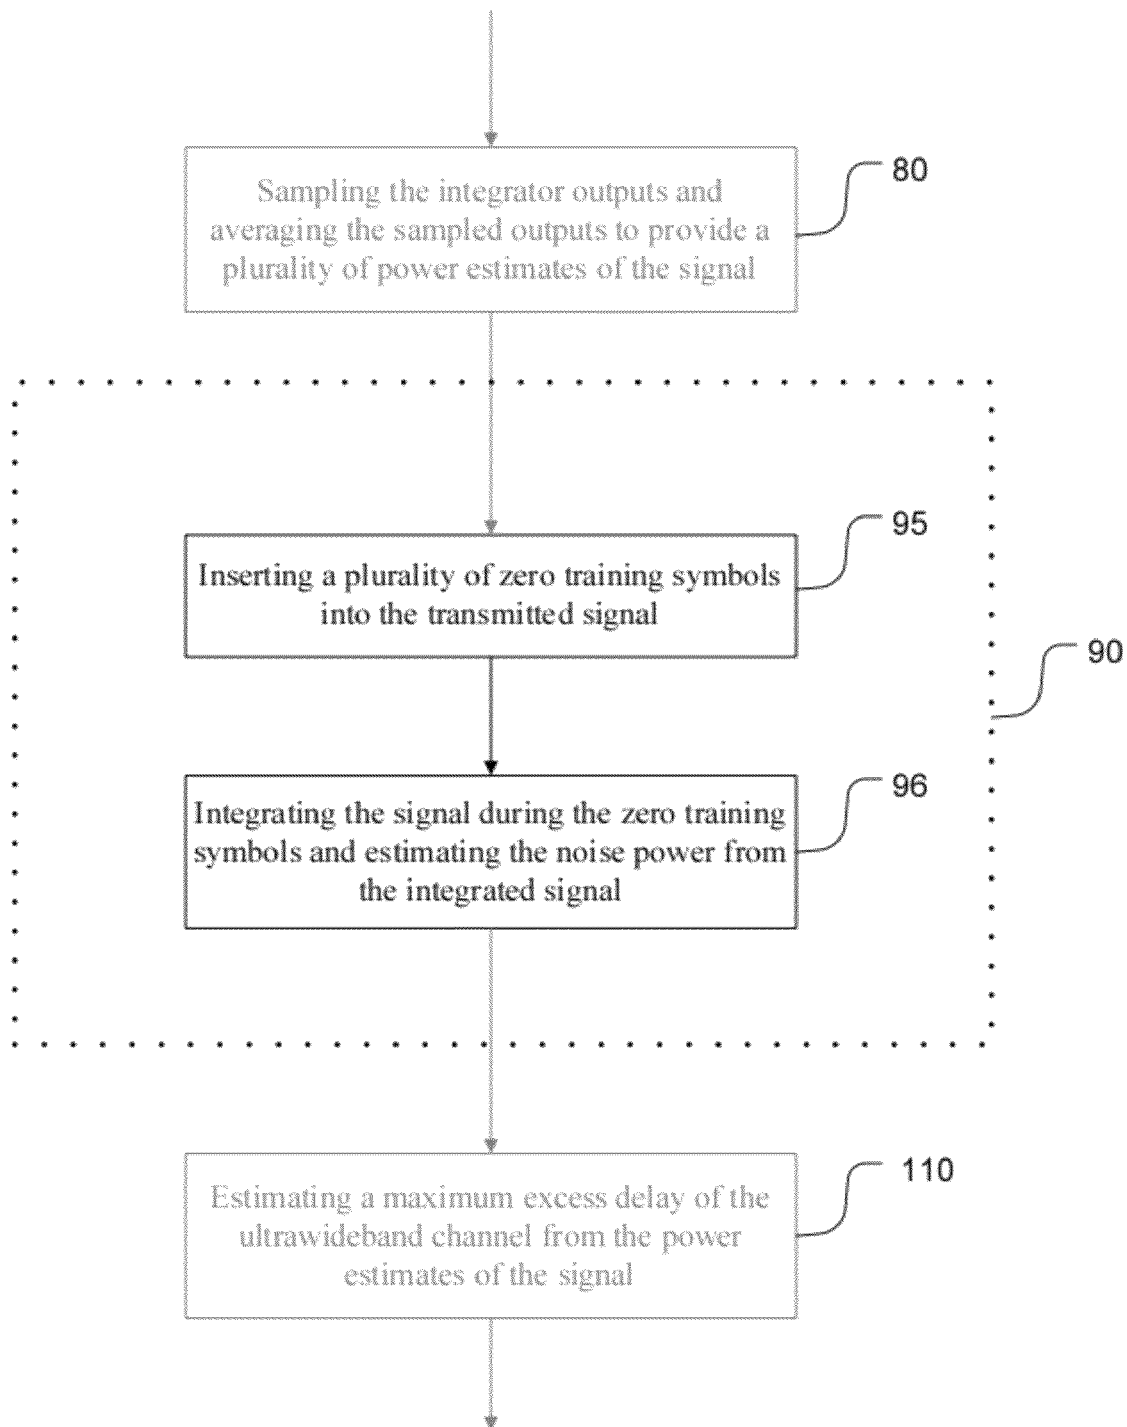 Sampling the integrator outputs and
averaging the sampled outputs to provide a
plurality of power estimates of the signal
80
Inserting a plurality of zero training symbols
into the transmitted signal
95
90
Integrating the signal during the zero training
symbols and estimating the noise power from
the integrated signal
96
Estimating a maximum excess delay of the
ultrawideband channel from the power
estimates of the signal
110